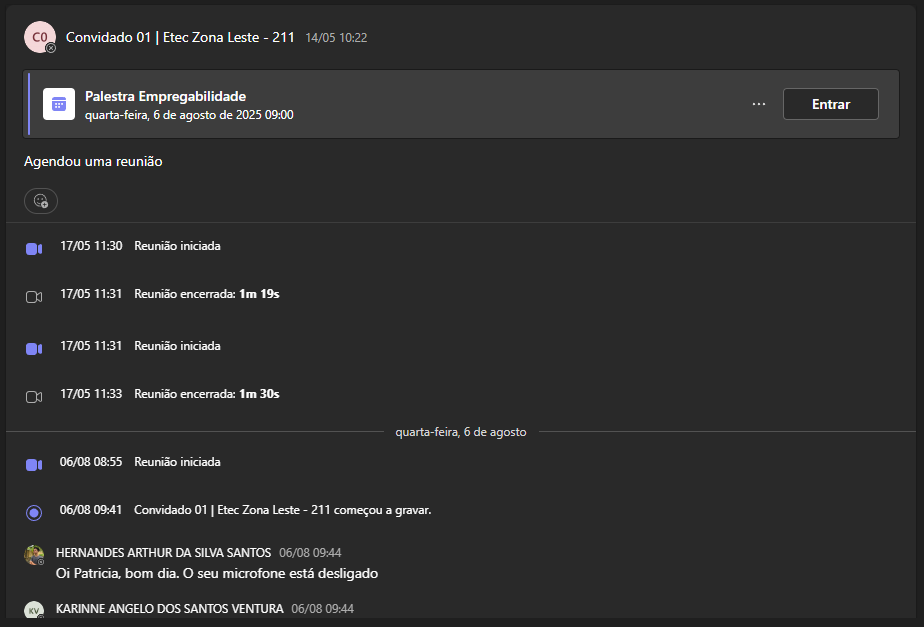 C0 Convidado 01 | Etec Zona Leste - 211 14/05 10:22
Palestra Empregabilidade
quarta-feira, 6 de agosto de 2025 09:00
... Entrar
Agendou uma reunião
17/05 11:30 Reunião iniciada
17/05 11:31 Reunião encerrada: 1m 19s
17/05 11:31 Reunião iniciada
17/05 11:33 Reunião encerrada: 1m 30s
quarta-feira, 6 de agosto
06/08 08:55 Reunião iniciada
06/08 09:41 Convidado 01 | Etec Zona Leste - 211 começou a gravar.
HERNANDES ARTHUR DA SILVA SANTOS 06/08 09:44
Oi Patricia, bom dia. O seu microfone está desligado
KV KARINNE ANGELO DOS SANTOS VENTURA 06/08 09:44